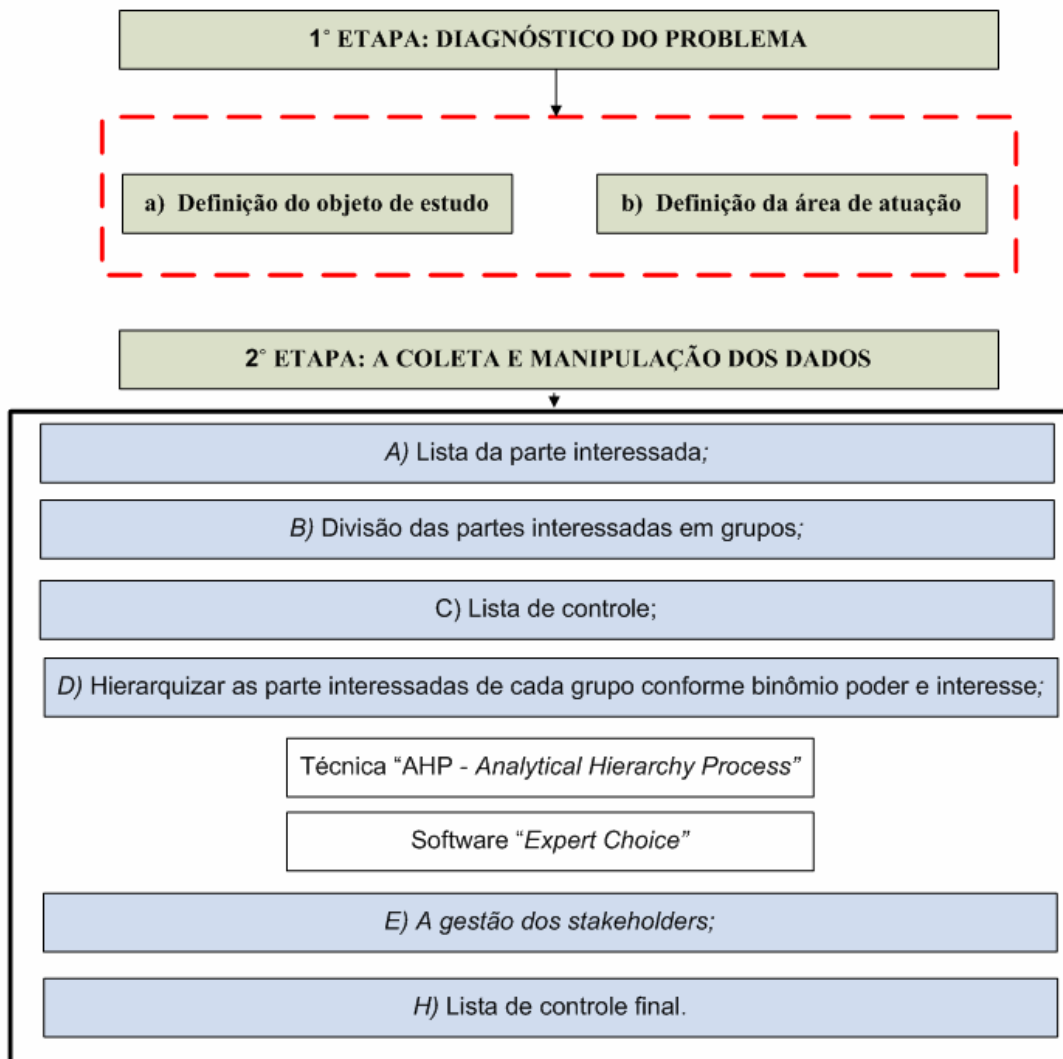 1° ETAPA: DIAGNÓSTICO DO PROBLEMA
a) Definição do objeto de estudo
b) Definição da área de atuação
2° ETAPA: A COLETA E MANIPULAÇÃO DOS DADOS
A) Lista da parte interessada;
B) Divisão das partes interessadas em grupos;
C) Lista de controle;
D) Hierarquizar as parte interessadas de cada grupo conforme binômio poder e interesse;
Técnica “AHP - Analytical Hierarchy Process”
Software “Expert Choice”
E) A gestão dos stakeholders;
H) Lista de controle final.